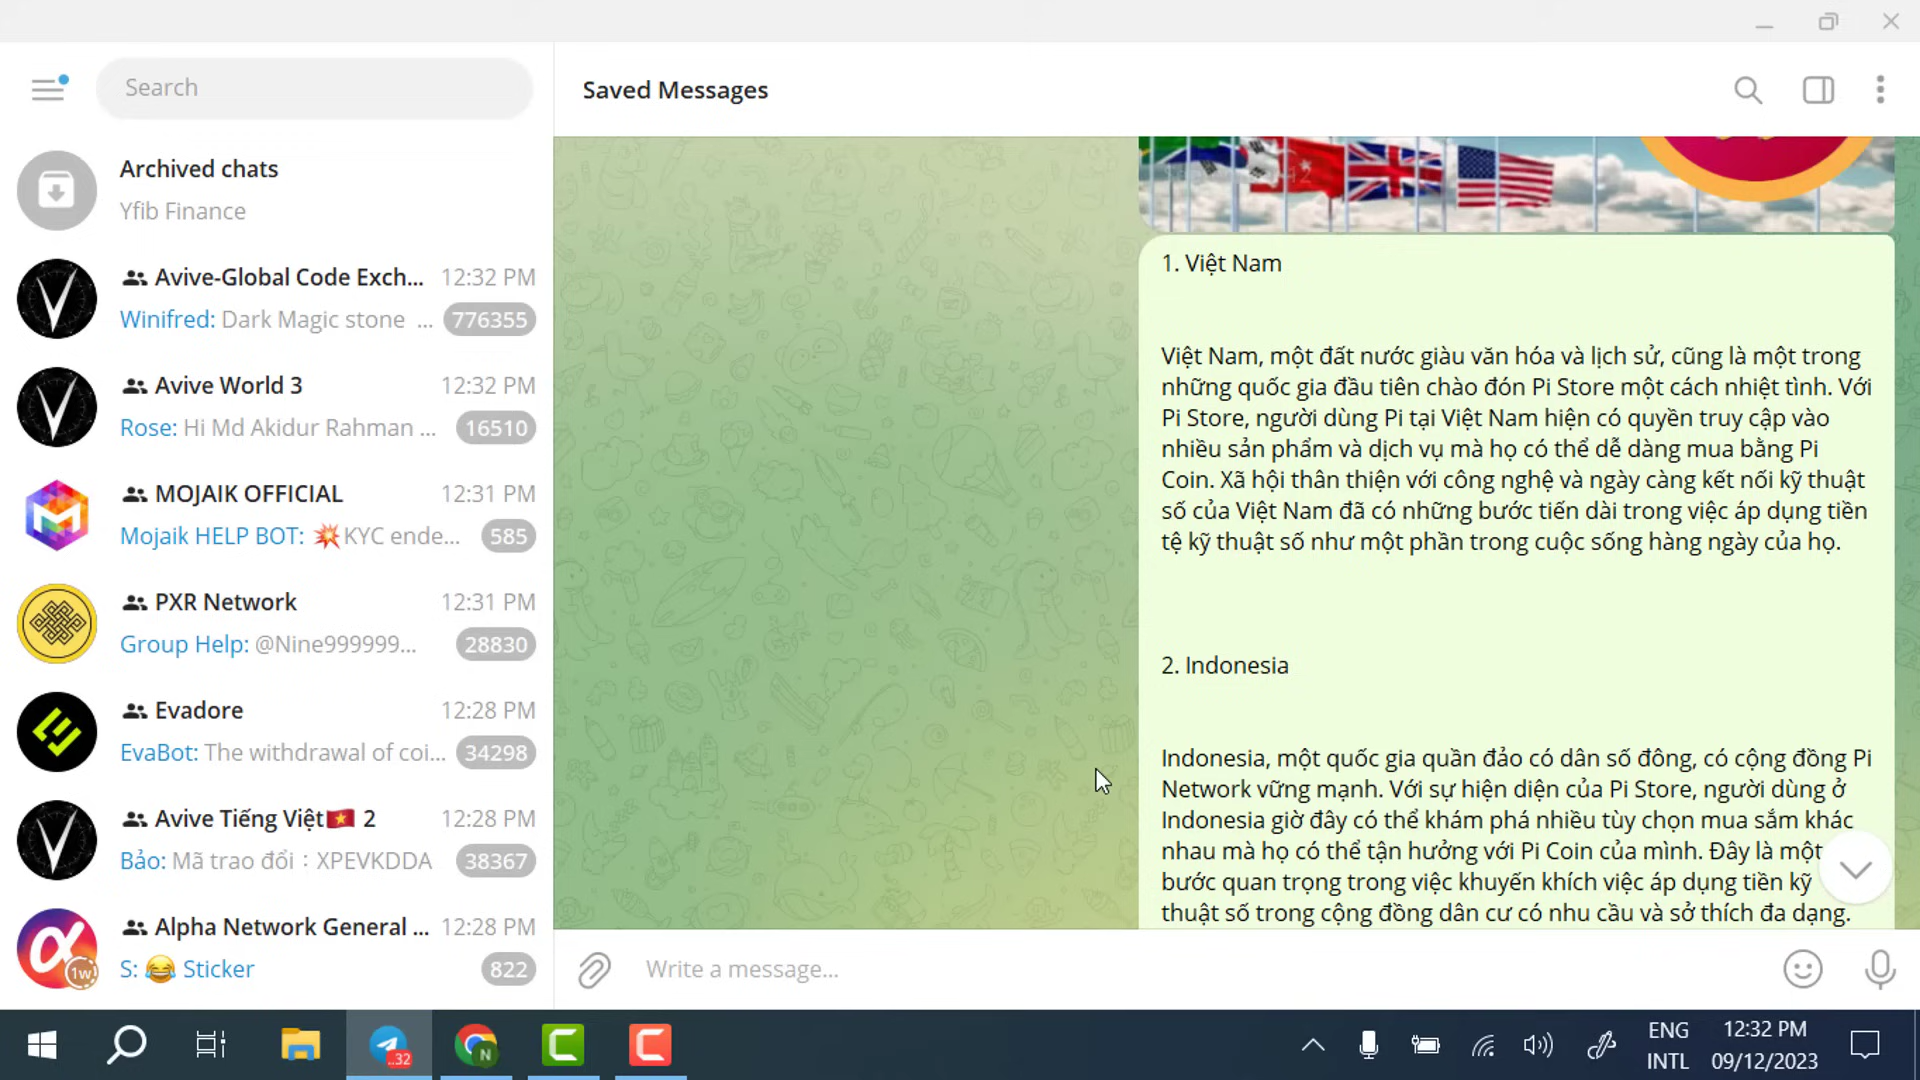 Search
Archived chats
Yfib Finance
Avive-Global Code Exch... 12:32 PM
Winifred: Dark Magic stone ... 776355
Avive World 3 12:32 PM
Rose: Hi Md Akidur Rahman ... 16510
MOJAIK OFFICIAL 12:31 PM
Mojaik HELP BOT: 💥KYC ende... 585
PXR Network 12:31 PM
Group Help: @Nine999999... 28830
Evadore 12:28 PM
EvaBot: The withdrawal of coi... 34298
Avive Tiếng Việt🇻🇳 2 12:28 PM
Bảo: Mã trao đổi：XPEVKDDA 38367
Alpha Network General ... 12:28 PM
1w
S: 😂 Sticker 822
Saved Messages
1. Việt Nam
Việt Nam, một đất nước giàu văn hóa và lịch sử, cũng là một trong
những quốc gia đầu tiên chào đón Pi Store một cách nhiệt tình. Với
Pi Store, người dùng Pi tại Việt Nam hiện có quyền truy cập vào
nhiều sản phẩm và dịch vụ mà họ có thể dễ dàng mua bằng Pi
Coin. Xã hội thân thiện với công nghệ và ngày càng kết nối kỹ thuật
số của Việt Nam đã có những bước tiến dài trong việc áp dụng tiền
tệ kỹ thuật số như một phần trong cuộc sống hàng ngày của họ.
2. Indonesia
Indonesia, một quốc gia quần đảo có dân số đông, có cộng đồng Pi
Network vững mạnh. Với sự hiện diện của Pi Store, người dùng ở
Indonesia giờ đây có thể khám phá nhiều tùy chọn mua sắm khác
nhau mà họ có thể tận hưởng với Pi Coin của mình. Đây là một
bước quan trọng trong việc khuyến khích việc áp dụng tiền kỹ
thuật số trong cộng đồng dân cư có nhu cầu và sở thích đa dạng.
Write a message...
..32
N
ENG
INTL
12:32 PM
09/12/2023